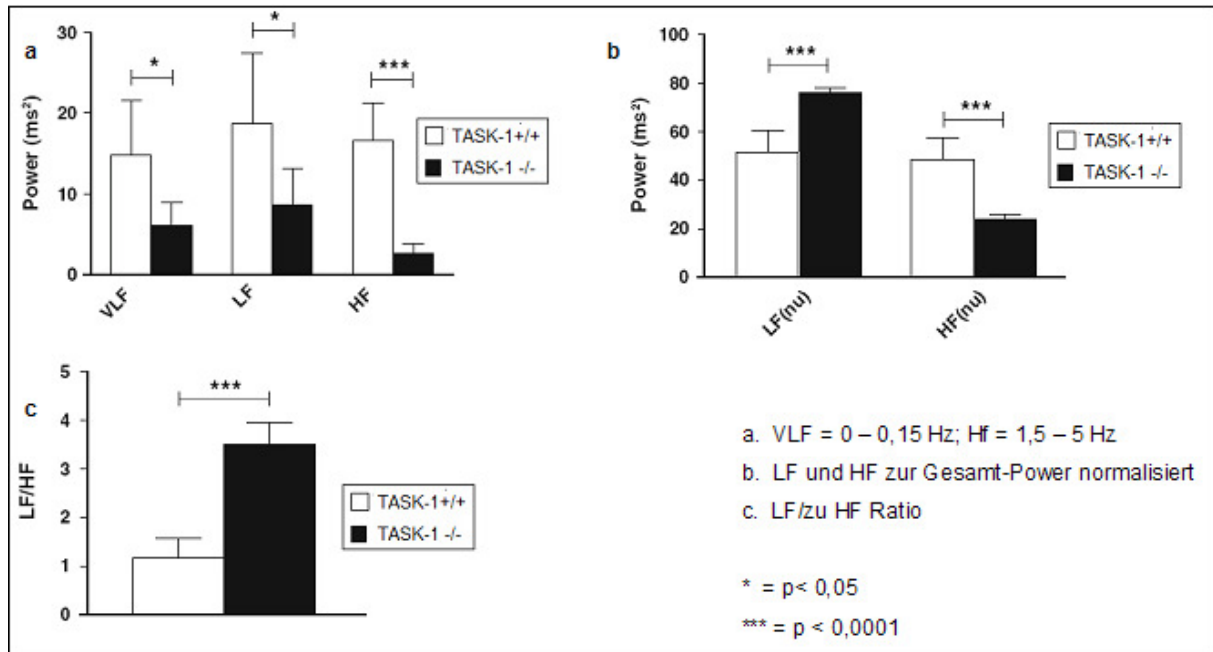 a
Power (ms²)
30
20
10
0
*
*
***
TASK-1+/+
TASK-1 -/-
VLF
LF
HF
b
Power (ms²)
100
80
60
40
20
0
***
***
TASK-1+/+
TASK-1 -/-
LF(nu)
HF(nu)
c
LF/HF
5
4
3
2
1
0
***
TASK-1+/+
TASK-1 -/-
a. VLF = 0 – 0,15 Hz; Hf = 1,5 – 5 Hz
b. LF und HF zur Gesamt-Power normalisiert
c. LF/zu HF Ratio
* = p< 0,05
*** = p < 0,0001